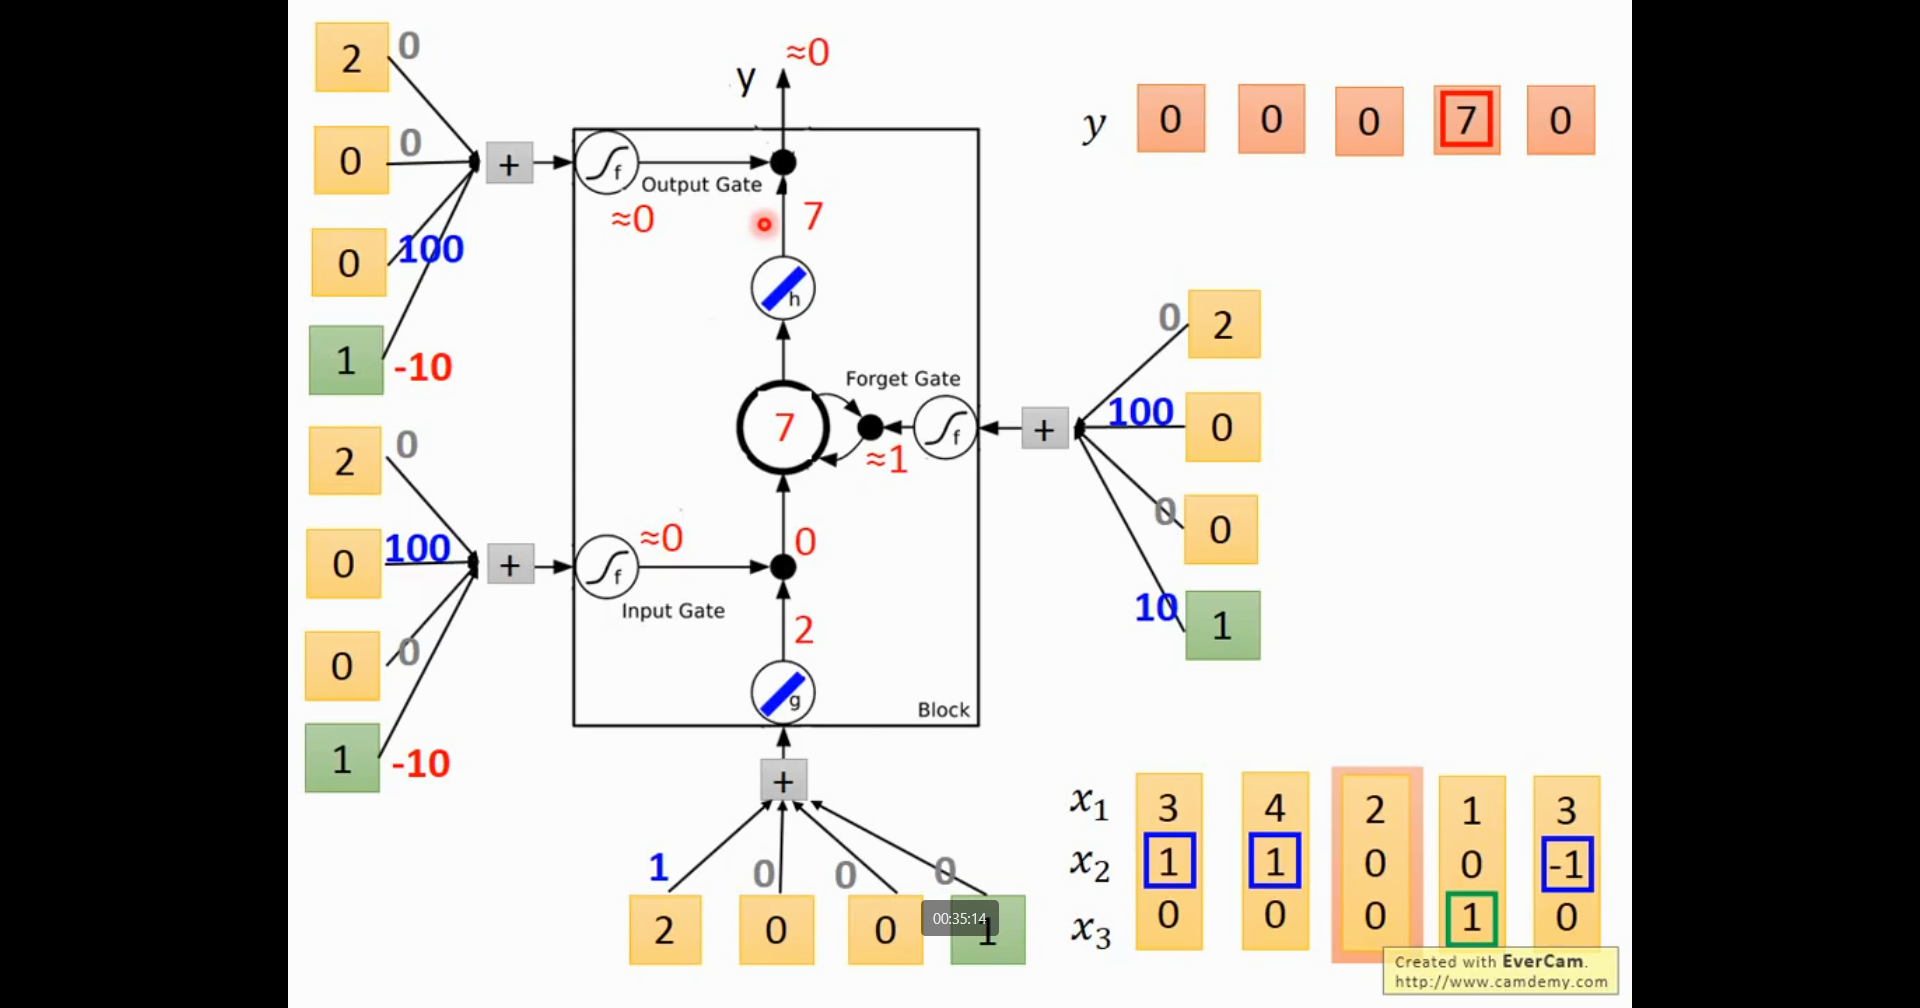 2 0
0 0
0 100
1 -10
+
f
Output Gate
≈0
y
≈0
7
h
7
Forget Gate
f
≈1
+
0 2
100 0
0 0
10 1
2 0
0 100
0 0
1 -10
+
f
≈0
Input Gate
0
2
g
Block
+
1 0 0 0
2 0 0 1
00:35:14
y 0 0 0 7 0
x1 3 4 2 1 3
x2 1 1 0 0 -1
x3 0 0 0 1 0
Created with EverCam.
http://www.camdemy.com